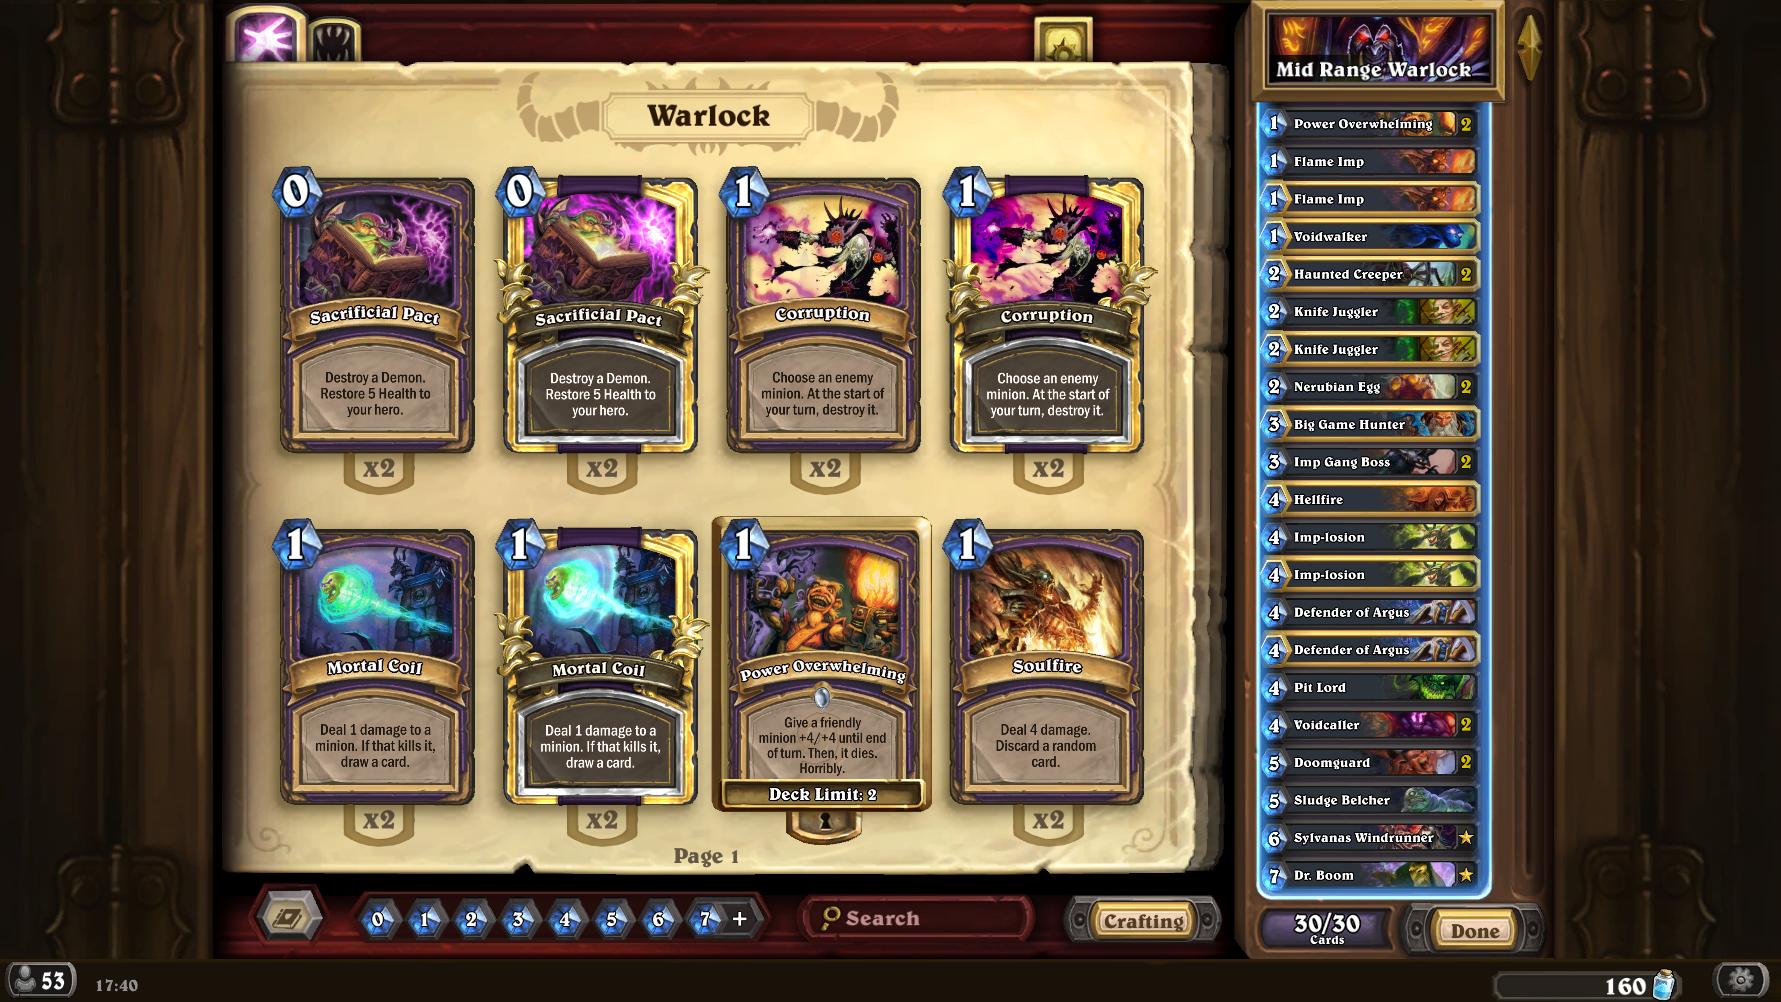 Warlock
0
0
1
1
Sacrificial Pact
Sacrificial Pact
Corruption
Corruption
Destroy a Demon.
Restore 5 Health to
your hero.
Destroy a Demon.
Restore 5 Health to
your hero.
Choose an enemy
minion. At the start of
your turn, destroy it.
Choose an enemy
minion. At the start of
your turn, destroy it.
x2
x2
x2
x2
1
1
1
1
Mortal Coil
Mortal Coil
Power Overwhelming
Soulfire
Deal 1 damage to a
minion. If that kills it,
draw a card.
Deal 1 damage to a
minion. If that kills it,
draw a card.
Give a friendly
minion +4/+4 until end
of turn. Then, it dies.
Horribly.
Deck Limit: 2
Deal 4 damage.
Discard a random
card.
x2
x2
x2
Page 1
0 1 2 3 4 5 6 7 +
Search
Crafting
Mid Range Warlock
1 Power Overwhelming 2
1 Flame Imp
1 Flame Imp
1 Voidwalker
2 Haunted Creeper 2
2 Knife Juggler
2 Knife Juggler
2 Nerubian Egg 2
3 Big Game Hunter
3 Imp Gang Boss 2
4 Hellfire
4 Imp-losion
4 Imp-losion
4 Defender of Argus
4 Defender of Argus
4 Pit Lord
4 Voidcaller 2
5 Doomguard 2
5 Sludge Belcher
6 Sylvanas Windrunner
7 Dr. Boom
30/30
Cards
Done
53
17:40
160